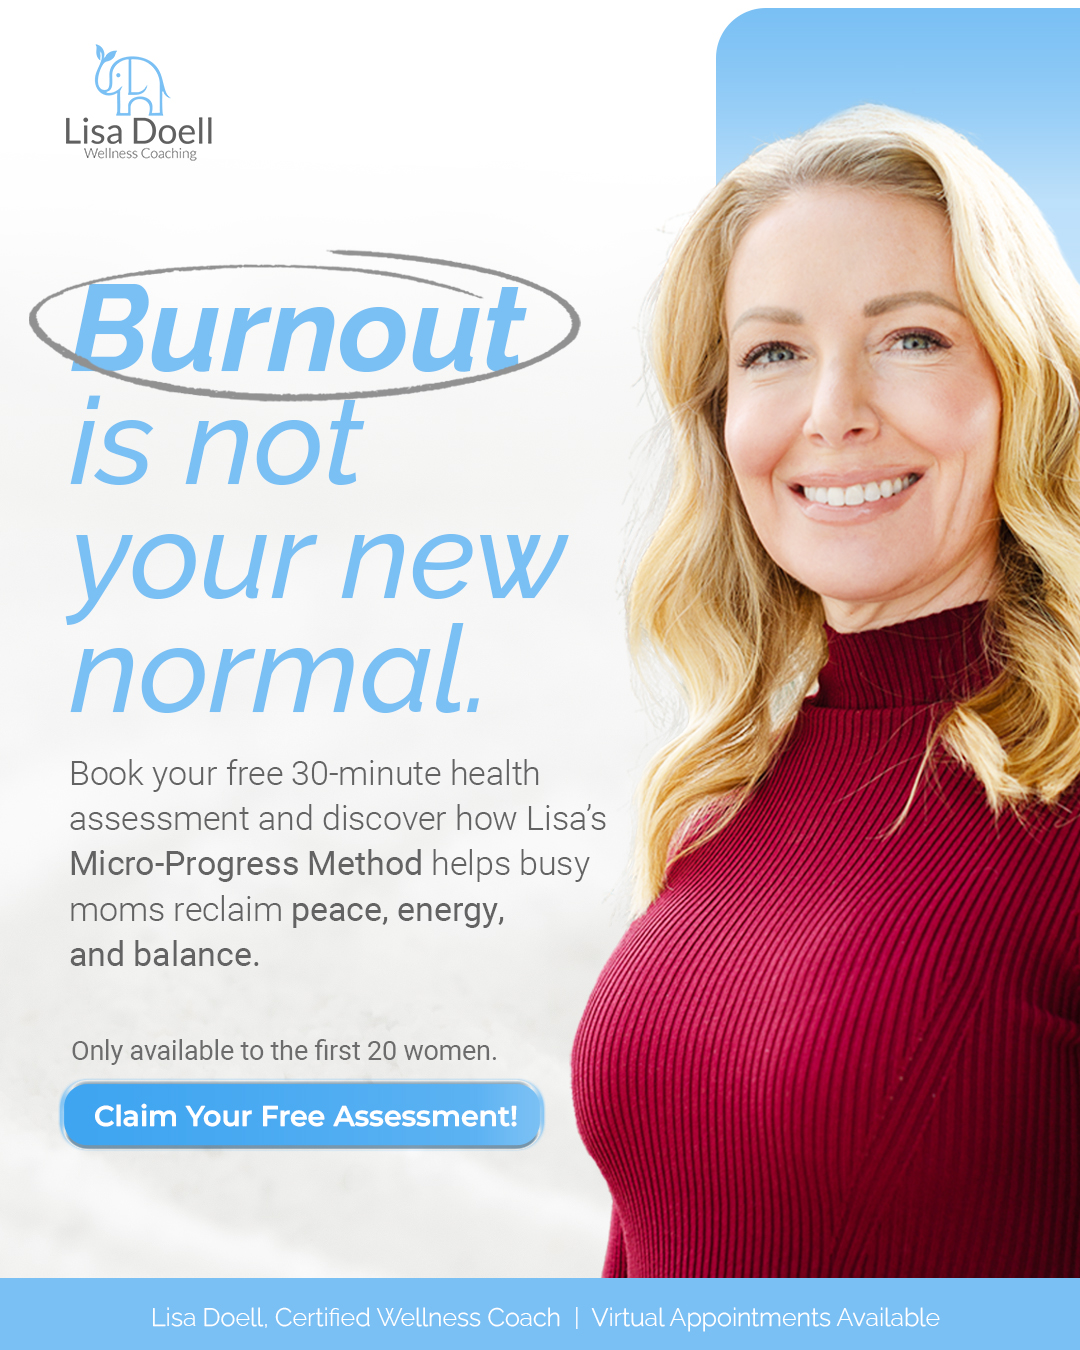 Lisa Doell
Wellness Coaching
Burnout
is not
your new
normal.
Book your free 30-minute health
assessment and discover how Lisa’s
Micro-Progress Method helps busy
moms reclaim peace, energy,
and balance.
Only available to the first 20 women.
Claim Your Free Assessment!
Lisa Doell, Certified Wellness Coach | Virtual Appointments Available